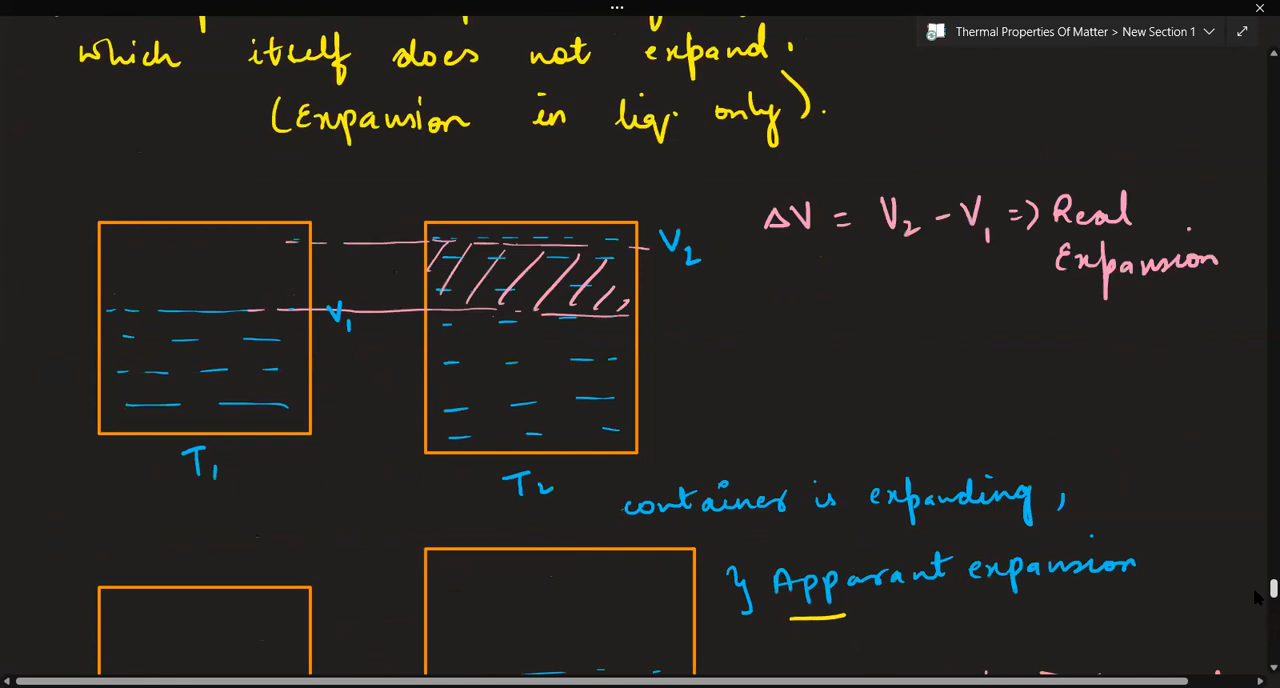 ...
Thermal Properties Of Matter > New Section 1
which itself does not expand.
(Expansion in liq. only).
ΔV = V₂ - V₁ => Real
Expansion
V₂
V₁
T₁
T₂
container is expanding,
} Apparant expansion